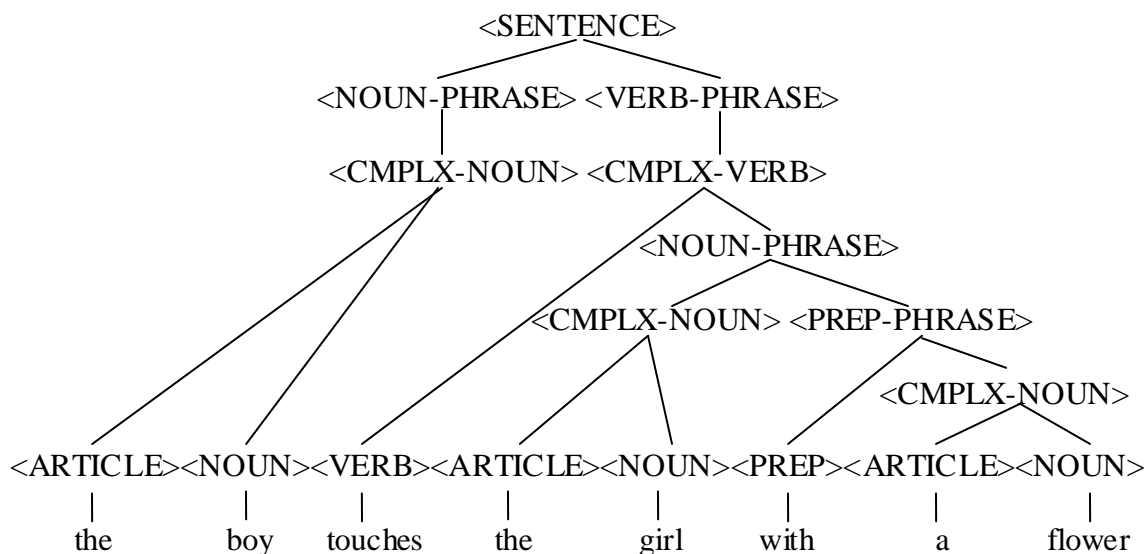 <SENTENCE>
<NOUN-PHRASE> <VERB-PHRASE>
<CMPLX-NOUN> <CMPLX-VERB>
<NOUN-PHRASE>
<CMPLX-NOUN> <PREP-PHRASE>
<CMPLX-NOUN>
<ARTICLE> <NOUN> <VERB> <ARTICLE> <NOUN> <PREP> <ARTICLE> <NOUN>
the boy touches the girl with a flower